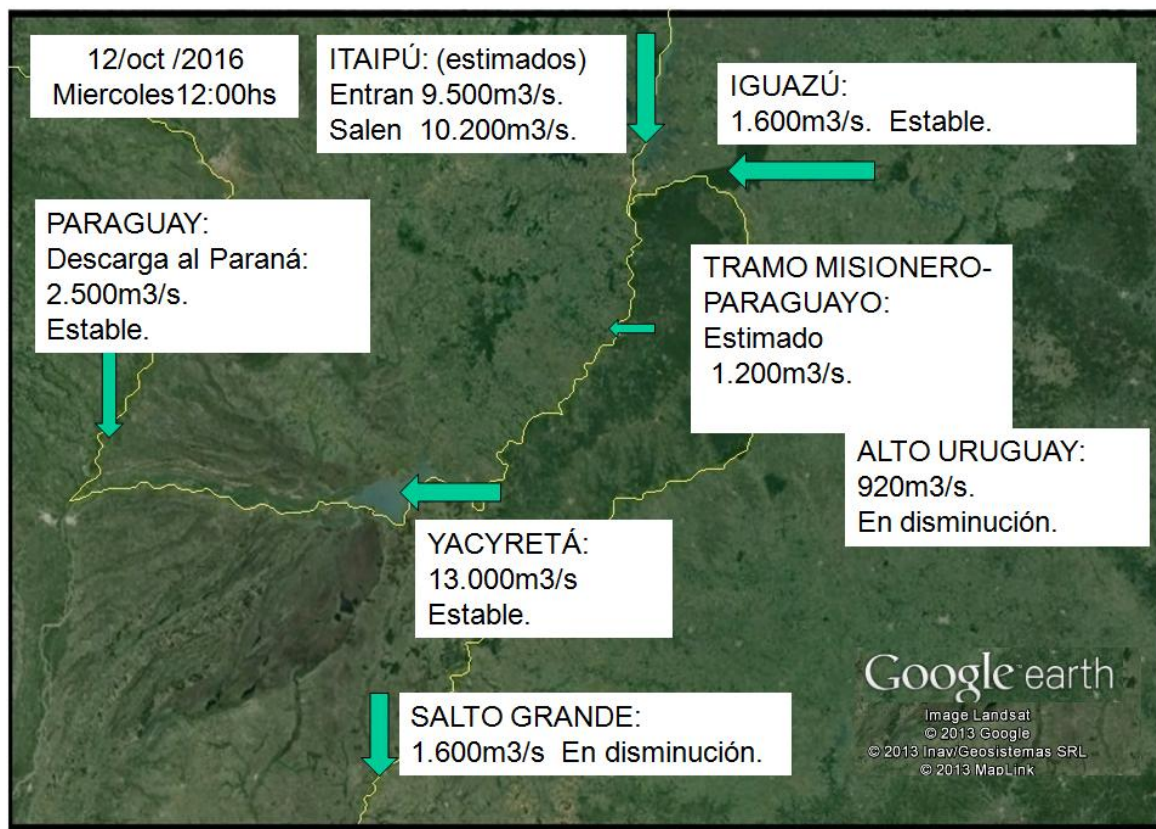 12/oct /2016
Miercoles12:00hs
ITAIPÚ: (estimados)
Entran 9.500m3/s.
Salen 10.200m3/s.
IGUAZÚ:
1.600m3/s. Estable.
PARAGUAY:
Descarga al Paraná:
2.500m3/s.
Estable.
TRAMO MISIONERO-
PARAGUAYO:
Estimado
1.200m3/s.
ALTO URUGUAY:
920m3/s.
En disminución.
YACYRETÁ:
13.000m3/s
Estable.
SALTO GRANDE:
1.600m3/s En disminución.
Google earth
Image Landsat
© 2013 Google
© 2013 Inav/Geosistemas SRL
© 2013 MapLink